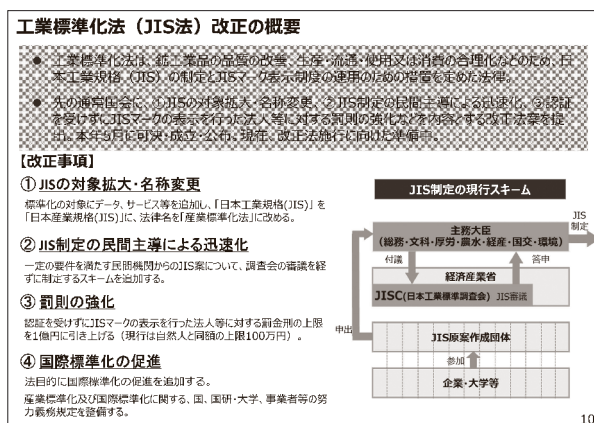 工業標準化法（JIS法）改正の概要
● 工業標準化法は、鉱工業品の品質の改善、生産・流通・使用又は消費の合理化などのため、日
本工業規格（JIS）の制定とJISマーク表示制度の運用のための措置を定めた法律。
● 先の通常国会に、①JISの対象拡大・名称変更、②JIS制定の民間主導による迅速化、③認証
を受けずにJISマークの表示を行った法人等に対する罰則の強化などを内容とする改正法案を提
出。本年5月に可決・成立・公布。現在、改正法施行に向けた準備中。
【改正事項】
① JISの対象拡大・名称変更
標準化の対象にデータ、サービス等を追加し、「日本工業規格(JIS)」を
「日本産業規格(JIS)」に、法律名を「産業標準化法」に改める。
② JIS制定の民間主導による迅速化
一定の要件を満たす民間機関からのJIS案について、調査会の審議を経
ずに制定するスキームを追加する。
③ 罰則の強化
認証を受けずにJISマークの表示を行った法人等に対する罰金刑の上限
を1億円に引き上げる（現行は自然人と同額の上限100万円）。
④ 国際標準化の促進
法目的に国際標準化の促進を追加する。
産業標準化及び国際標準化に関する、国、国研・大学、事業者等の努
力義務規定を整備する。
JIS制定の現行スキーム
JIS
制定
主務大臣
（総務・文科・厚労・農水・経産・国交・環境）
付議
答申
経済産業省
JISC(日本工業標準調査会) JIS審議
申出
JIS原案作成団体
参加
企業・大学等
10